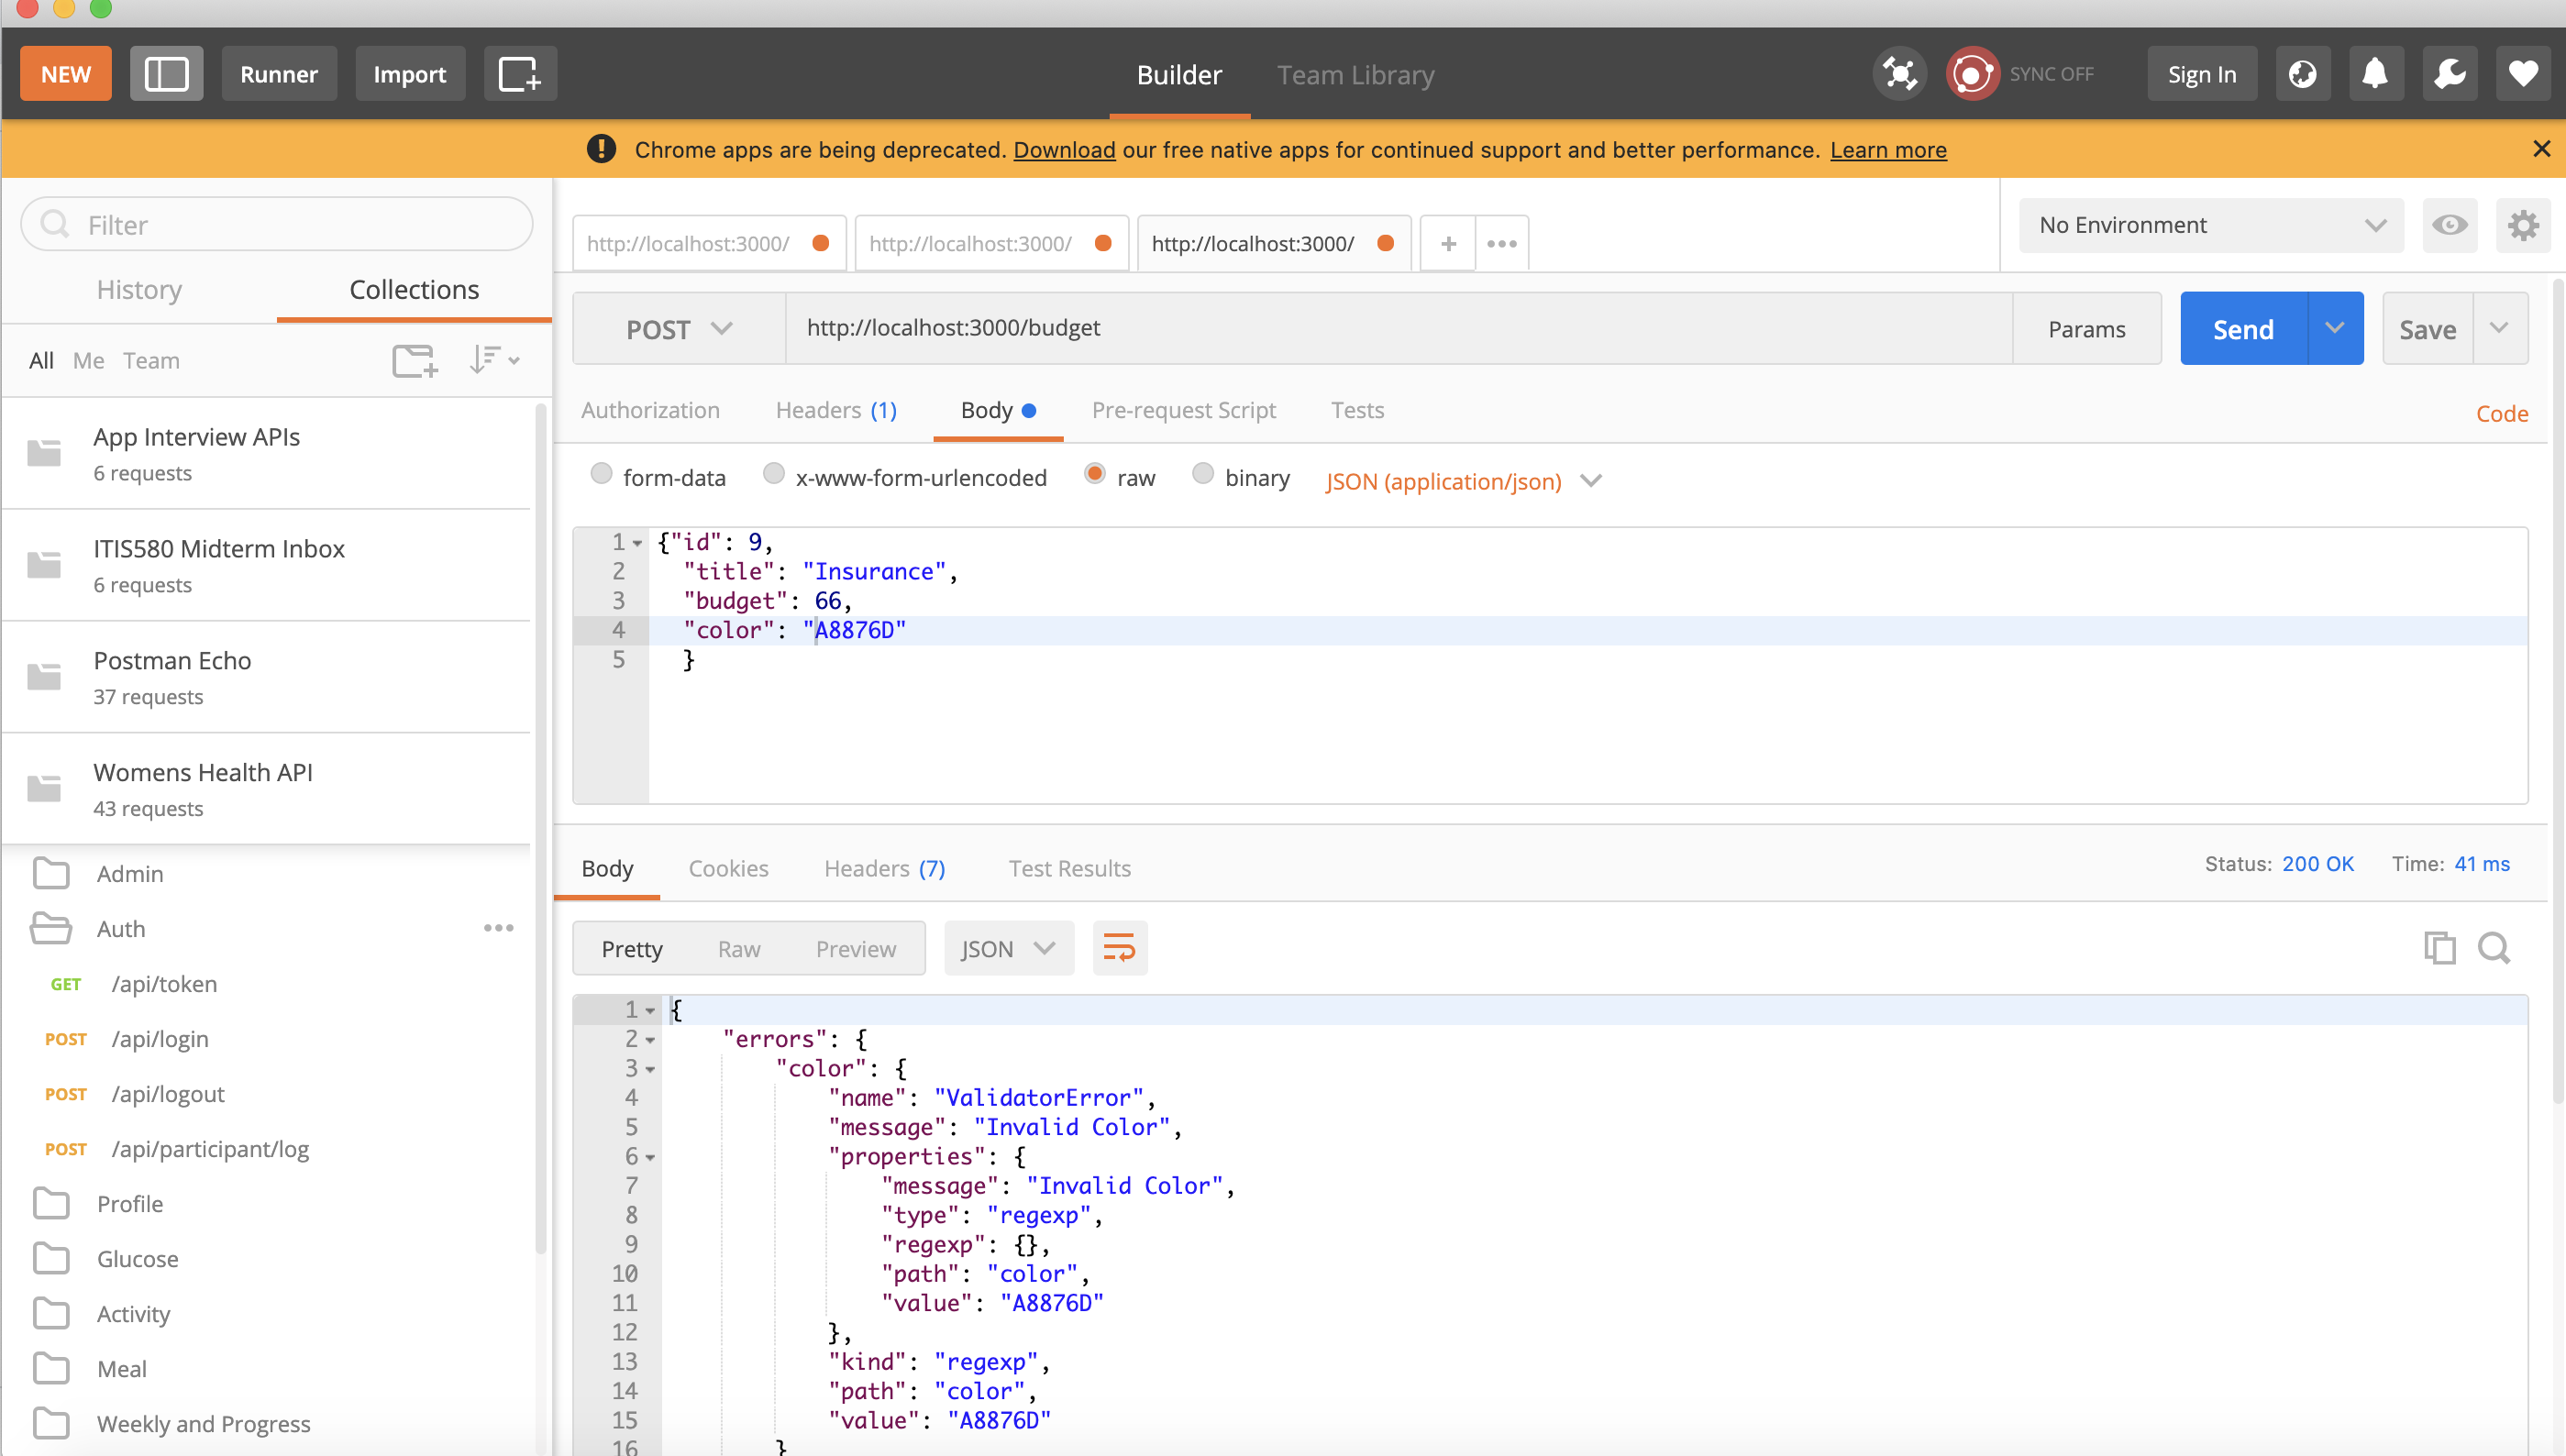 NEW
Runner
Import
Builder
Team Library
SYNC OFF
Sign In
Chrome apps are being deprecated. Download our free native apps for continued support and better performance. Learn more
Filter
History
Collections
All
Me
Team
App Interview APIs
6 requests
ITIS580 Midterm Inbox
6 requests
Postman Echo
37 requests
Womens Health API
43 requests
Admin
Auth
GET /api/token
POST /api/login
POST /api/logout
POST /api/participant/log
Profile
Glucose
Activity
Meal
Weekly and Progress
http://localhost:3000/
http://localhost:3000/
http://localhost:3000/
No Environment
POST
http://localhost:3000/budget
Params
Send
Save
Authorization
Headers (1)
Body
Pre-request Script
Tests
Code
form-data
x-www-form-urlencoded
raw
binary
JSON (application/json)
1 {"id": 9,
2 "title": "Insurance",
3 "budget": 66,
4 "color": "A8876D"
5 }
Body
Cookies
Headers (7)
Test Results
Status: 200 OK
Time: 41 ms
Pretty
Raw
Preview
JSON
1 {
2 "errors": {
3 "color": {
4 "name": "ValidatorError",
5 "message": "Invalid Color",
6 "properties": {
7 "message": "Invalid Color",
8 "type": "regexp",
9 "regexp": {},
10 "path": "color",
11 "value": "A8876D"
12 },
13 "kind": "regexp",
14 "path": "color",
15 "value": "A8876D"
16 }